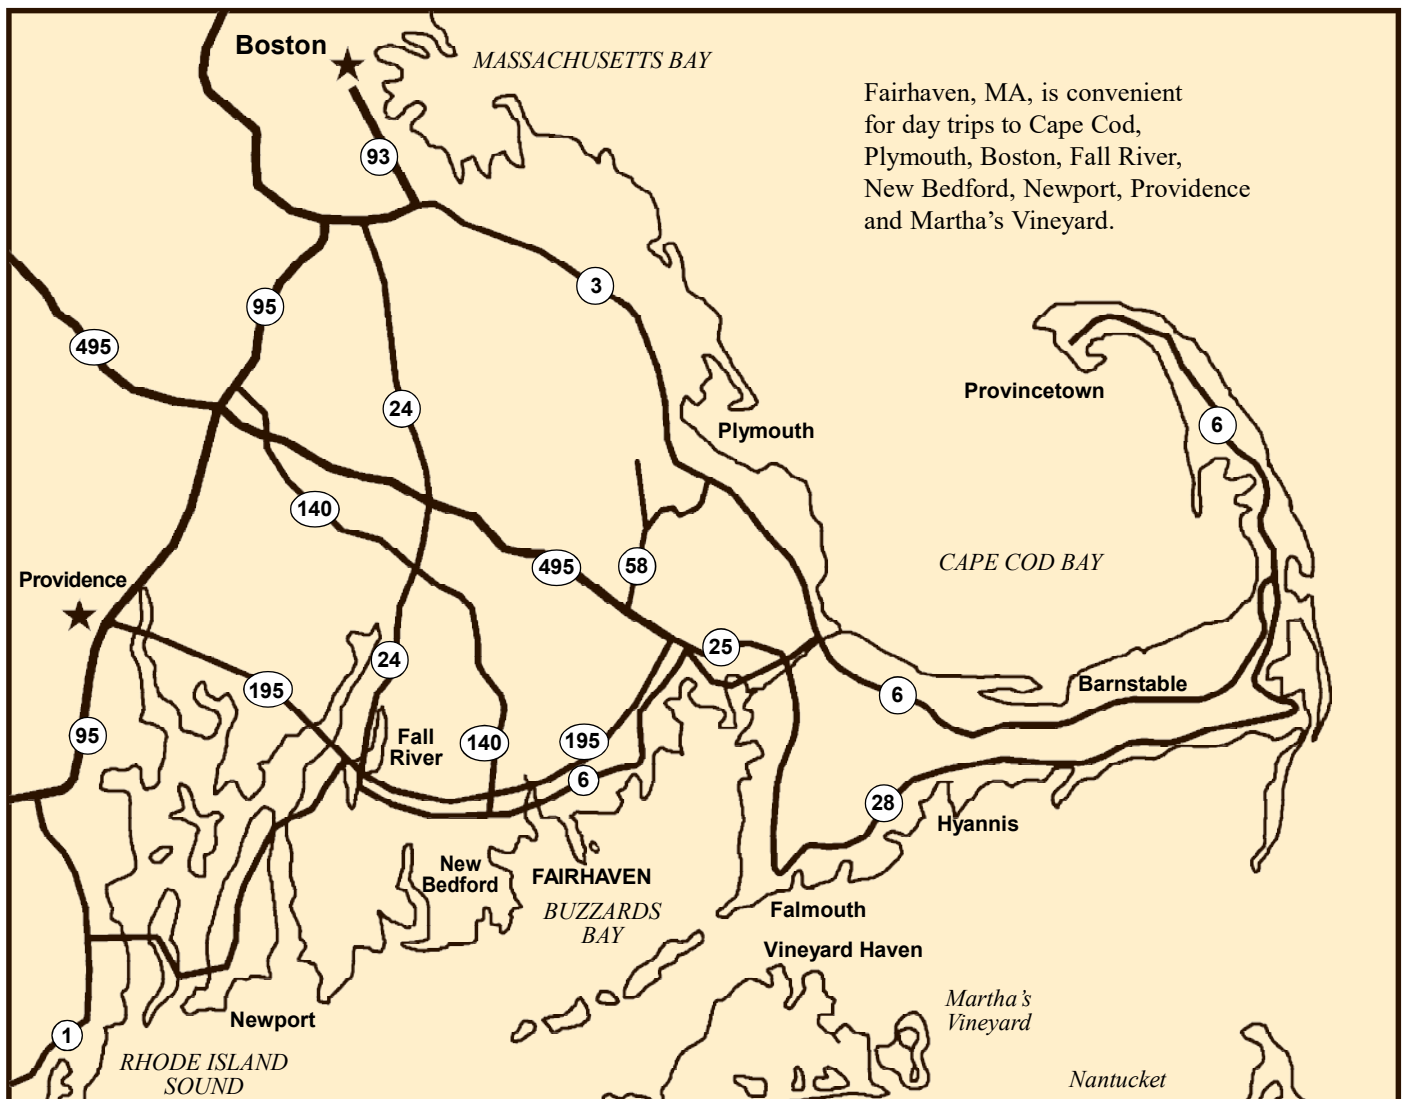 Boston
MASSACHUSETTS BAY
Fairhaven, MA, is convenient
for day trips to Cape Cod,
Plymouth, Boston, Fall River,
New Bedford, Newport, Providence
and Martha’s Vineyard.
93
3
95
495
24
Provincetown
6
Plymouth
140
495
58
CAPE COD BAY
Providence
24
25
195
6
Barnstable
95
Fall
River
140
195
6
28
Hyannis
New
Bedford
FAIRHAVEN
BUZZARDS
BAY
Falmouth
Vineyard Haven
Martha’s
Vineyard
Newport
1
RHODE ISLAND
SOUND
Nantucket